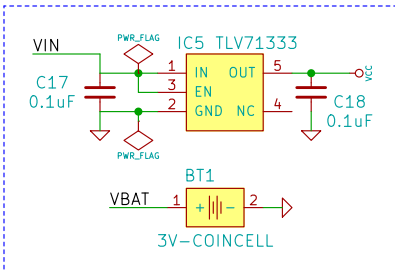 VIN
PWR_FLAG
IC5 TLV71333
C17
0.1uF
1 IN OUT 5
3 EN
2 GND NC 4
VCC
C18
0.1uF
PWR_FLAG
BT1
VBAT 1 + - 2
3V-COINCELL